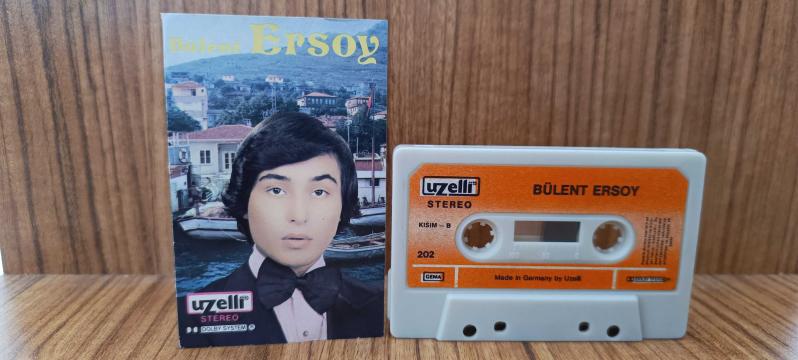 Bülent Ersoy
uzelli®
STEREO
DOLBY SYSTEM ®
uzelli®
STEREO
BÜLENT ERSOY
KISIM – B
202
GEMA
Made in Germany by Uzelli